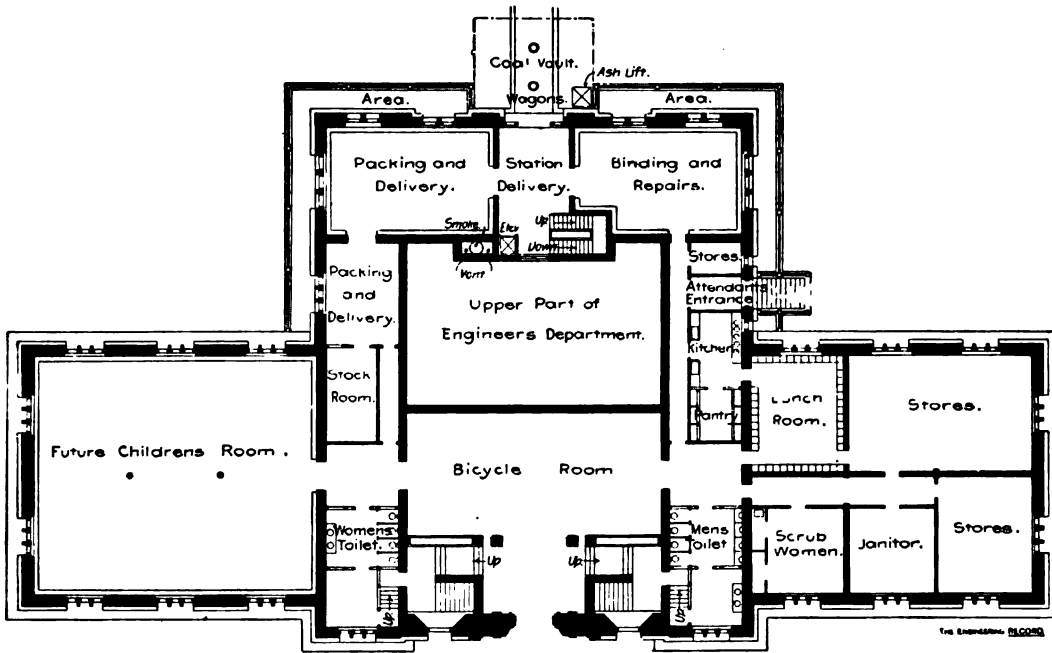 Coal Vault.
Ash Lift.
Area.
Wagons.
Area.
Packing and
Delivery.
Station
Delivery.
Binding and
Repairs.
Smoke.
Elev
Up
Down
Vent
Stores.
Packing
and
Delivery.
Attendants
Entrance
Upper Part of
Engineers Department.
Kitchen
Stock
Room.
Pantry
Lunch
Room.
Stores.
Future Childrens Room.
Bicycle Room
Womens
Toilet.
Mens
Toilet
Scrub
Women.
Janitor.
Stores.
Up
Up.
Up
Up
THE ENGINEERING RECORD.